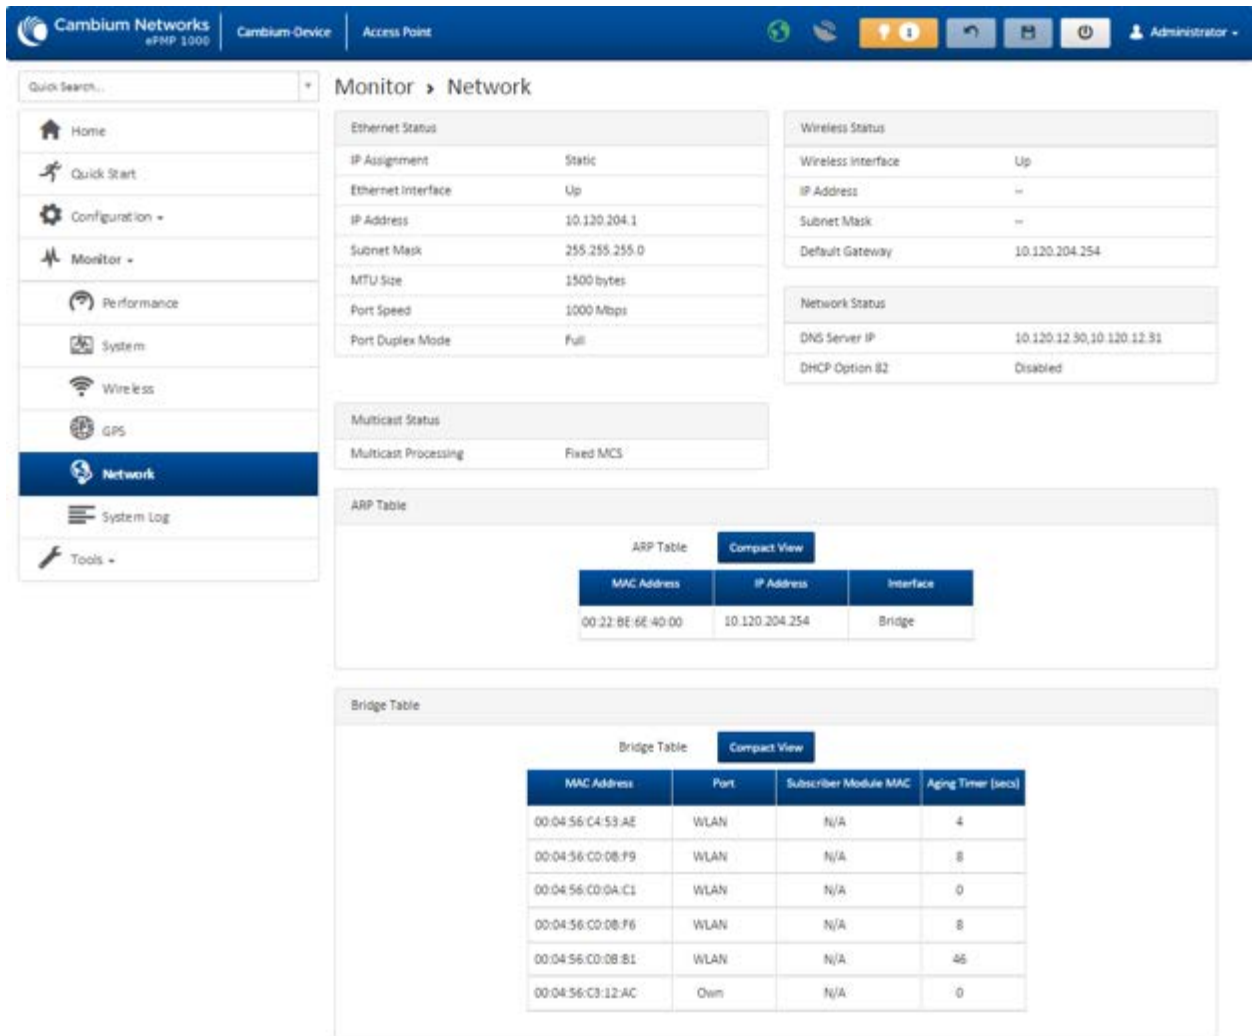 Cambium Networks
ePMP 1000
Cambium-Device
Access Point
Administrator
Quick Search...
Home
Quick Start
Configuration
Monitor
Performance
System
Wireless
GPS
Network
System Log
Tools
Monitor › Network
Ethernet Status
IP Assignment Static
Ethernet Interface Up
IP Address 10.120.204.1
Subnet Mask 255.255.255.0
MTU Size 1500 bytes
Port Speed 1000 Mbps
Port Duplex Mode Full
Wireless Status
Wireless Interface Up
IP Address --
Subnet Mask --
Default Gateway 10.120.204.254
Network Status
DNS Server IP 10.120.12.30,10.120.12.31
DHCP Option 82 Disabled
Multicast Status
Multicast Processing Fixed MCS
ARP Table
ARP Table Compact View
MAC Address IP Address Interface
00:22:BE:6E:40:00 10.120.204.254 Bridge
Bridge Table
Bridge Table Compact View
MAC Address Port Subscriber Module MAC Aging Timer (secs)
00:04:56:C4:53:AE WLAN N/A 4
00:04:56:C0:0B:F9 WLAN N/A 8
00:04:56:C0:0A:C1 WLAN N/A 0
00:04:56:C0:0B:F6 WLAN N/A 8
00:04:56:C0:0B:B1 WLAN N/A 46
00:04:56:C3:12:AC Own N/A 0